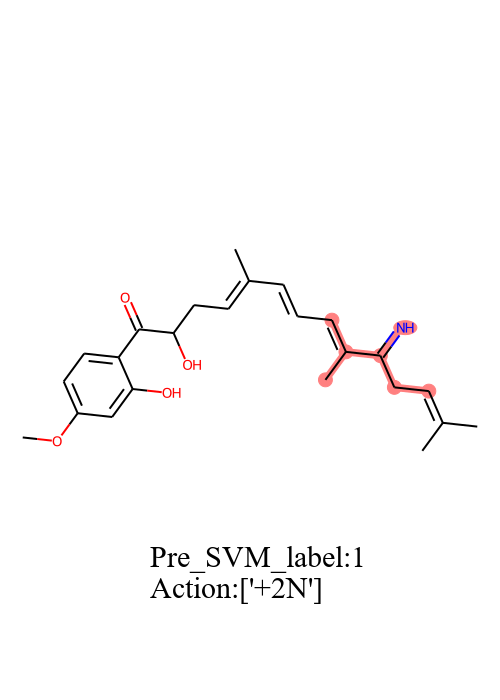 O
NH
OH
OH
O
Pre_SVM_label:1
Action:['+2N']